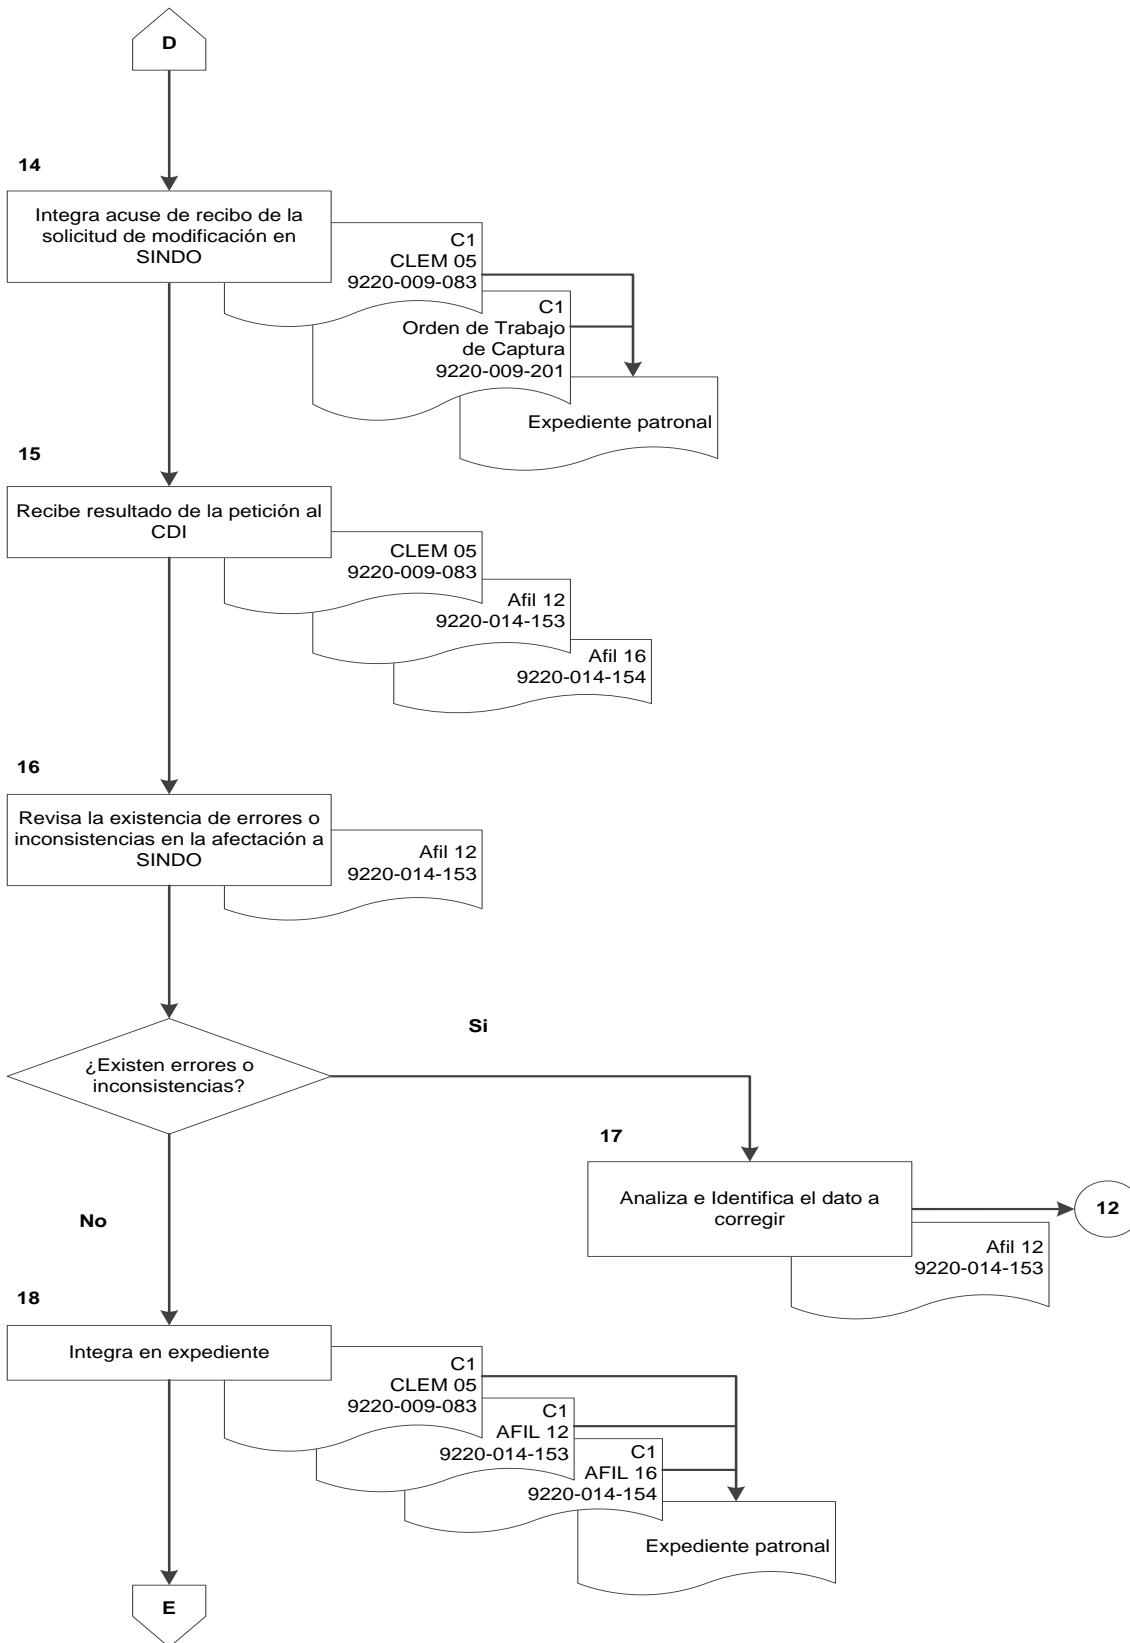 D
14
Integra acuse de recibo de la
solicitud de modificación en
SINDO
C1
CLEM 05
9220-009-083
C1
Orden de Trabajo
de Captura
9220-009-201
Expediente patronal
15
Recibe resultado de la petición al
CDI
CLEM 05
9220-009-083
Afil 12
9220-014-153
Afil 16
9220-014-154
16
Revisa la existencia de errores o
inconsistencias en la afectación a
SINDO
Afil 12
9220-014-153
¿Existen errores o
inconsistencias?
Si
17
Analiza e Identifica el dato a
corregir
12
Afil 12
9220-014-153
No
18
Integra en expediente
C1
CLEM 05
9220-009-083
C1
AFIL 12
9220-014-153
C1
AFIL 16
9220-014-154
Expediente patronal
E